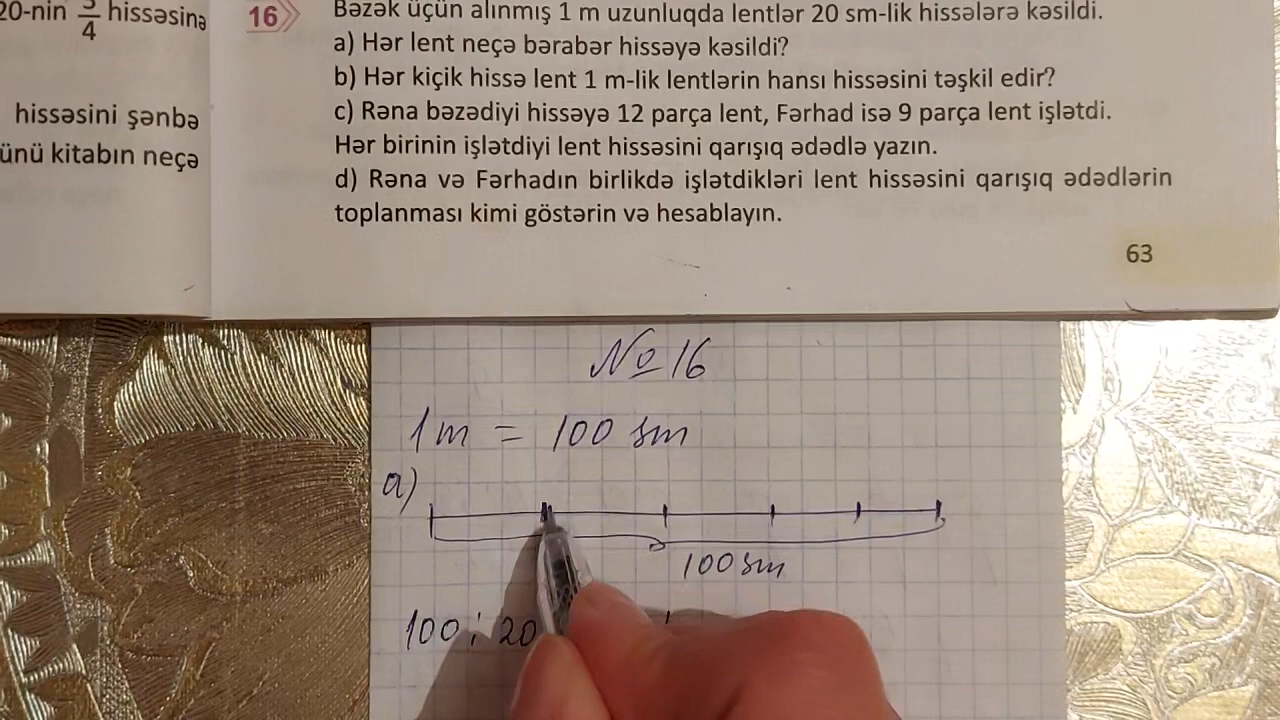 20-nin 3/4 hissəsinə
hissəsini şənbə
ünü kitabın neçə
16 Bəzək üçün alınmış 1 m uzunluqda lentlər 20 sm-lik hissələrə kəsildi.
a) Hər lent neçə bərabər hissəyə kəsildi?
b) Hər kiçik hissə lent 1 m-lik lentlərin hansı hissəsini təşkil edir?
c) Rəna bəzədiyi hissəyə 12 parça lent, Fərhad isə 9 parça lent işlətdi.
Hər birinin işlətdiyi lent hissəsini qarışıq ədədlə yazın.
d) Rəna və Fərhadın birlikdə işlətdikləri lent hissəsini qarışıq ədədlərin
toplanması kimi göstərin və hesablayın.
63
№ 16
1m = 100 sm
a)
100 sm
100 : 20